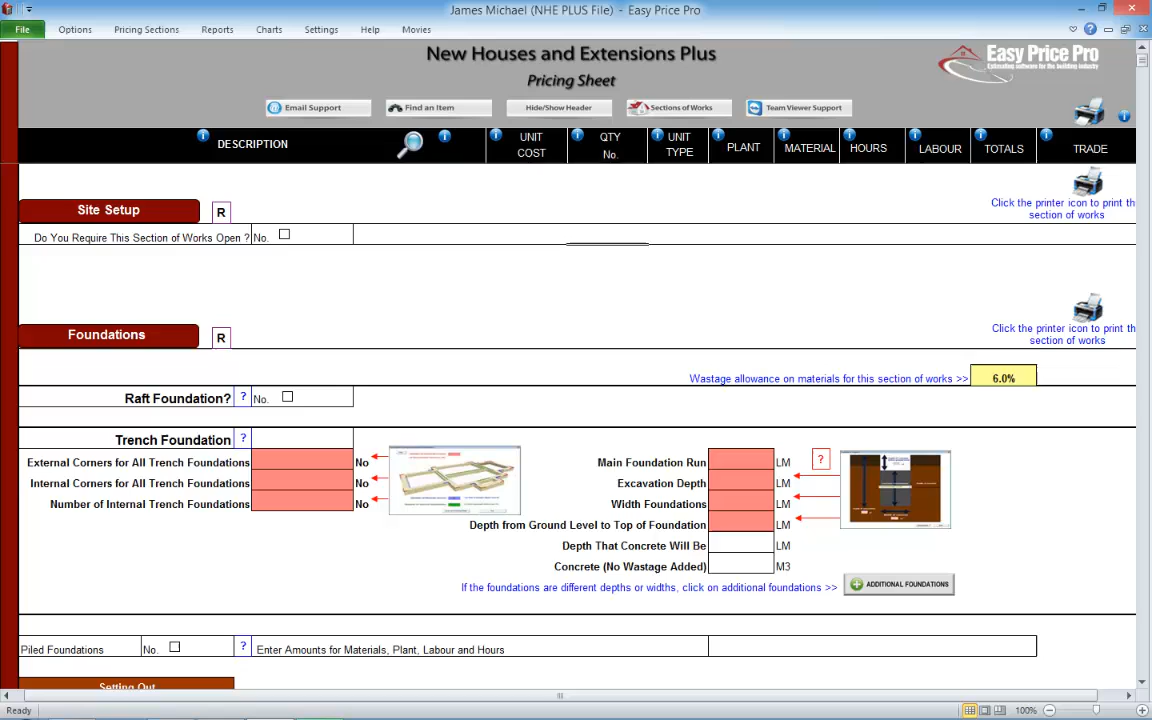 James Michael (NHE PLUS File) - Easy Price Pro
File Options Pricing Sections Reports Charts Settings Help Movies
New Houses and Extensions Plus
Pricing Sheet
Easy Price Pro
Estimating software for the building industry
Email Support Find an Item Hide/Show Header Sections of Works Team Viewer Support
DESCRIPTION UNIT COST QTY No. UNIT TYPE PLANT MATERIAL HOURS LABOUR TOTALS TRADE
Click the printer icon to print th
section of works
Site Setup R
Do You Require This Section of Works Open ? No.
Click the printer icon to print th
section of works
Foundations R
Wastage allowance on materials for this section of works >> 6.0%
Raft Foundation? ? No.
Trench Foundation ?
External Corners for All Trench Foundations No Main Foundation Run LM ?
Internal Corners for All Trench Foundations No Excavation Depth LM
Number of Internal Trench Foundations No Width Foundations LM
Depth from Ground Level to Top of Foundation LM
Depth That Concrete Will Be LM
Concrete (No Wastage Added) M3
If the foundations are different depths or widths, click on additional foundations >> ADDITIONAL FOUNDATIONS
Piled Foundations No. ? Enter Amounts for Materials, Plant, Labour and Hours
Setting Out
Ready 100%